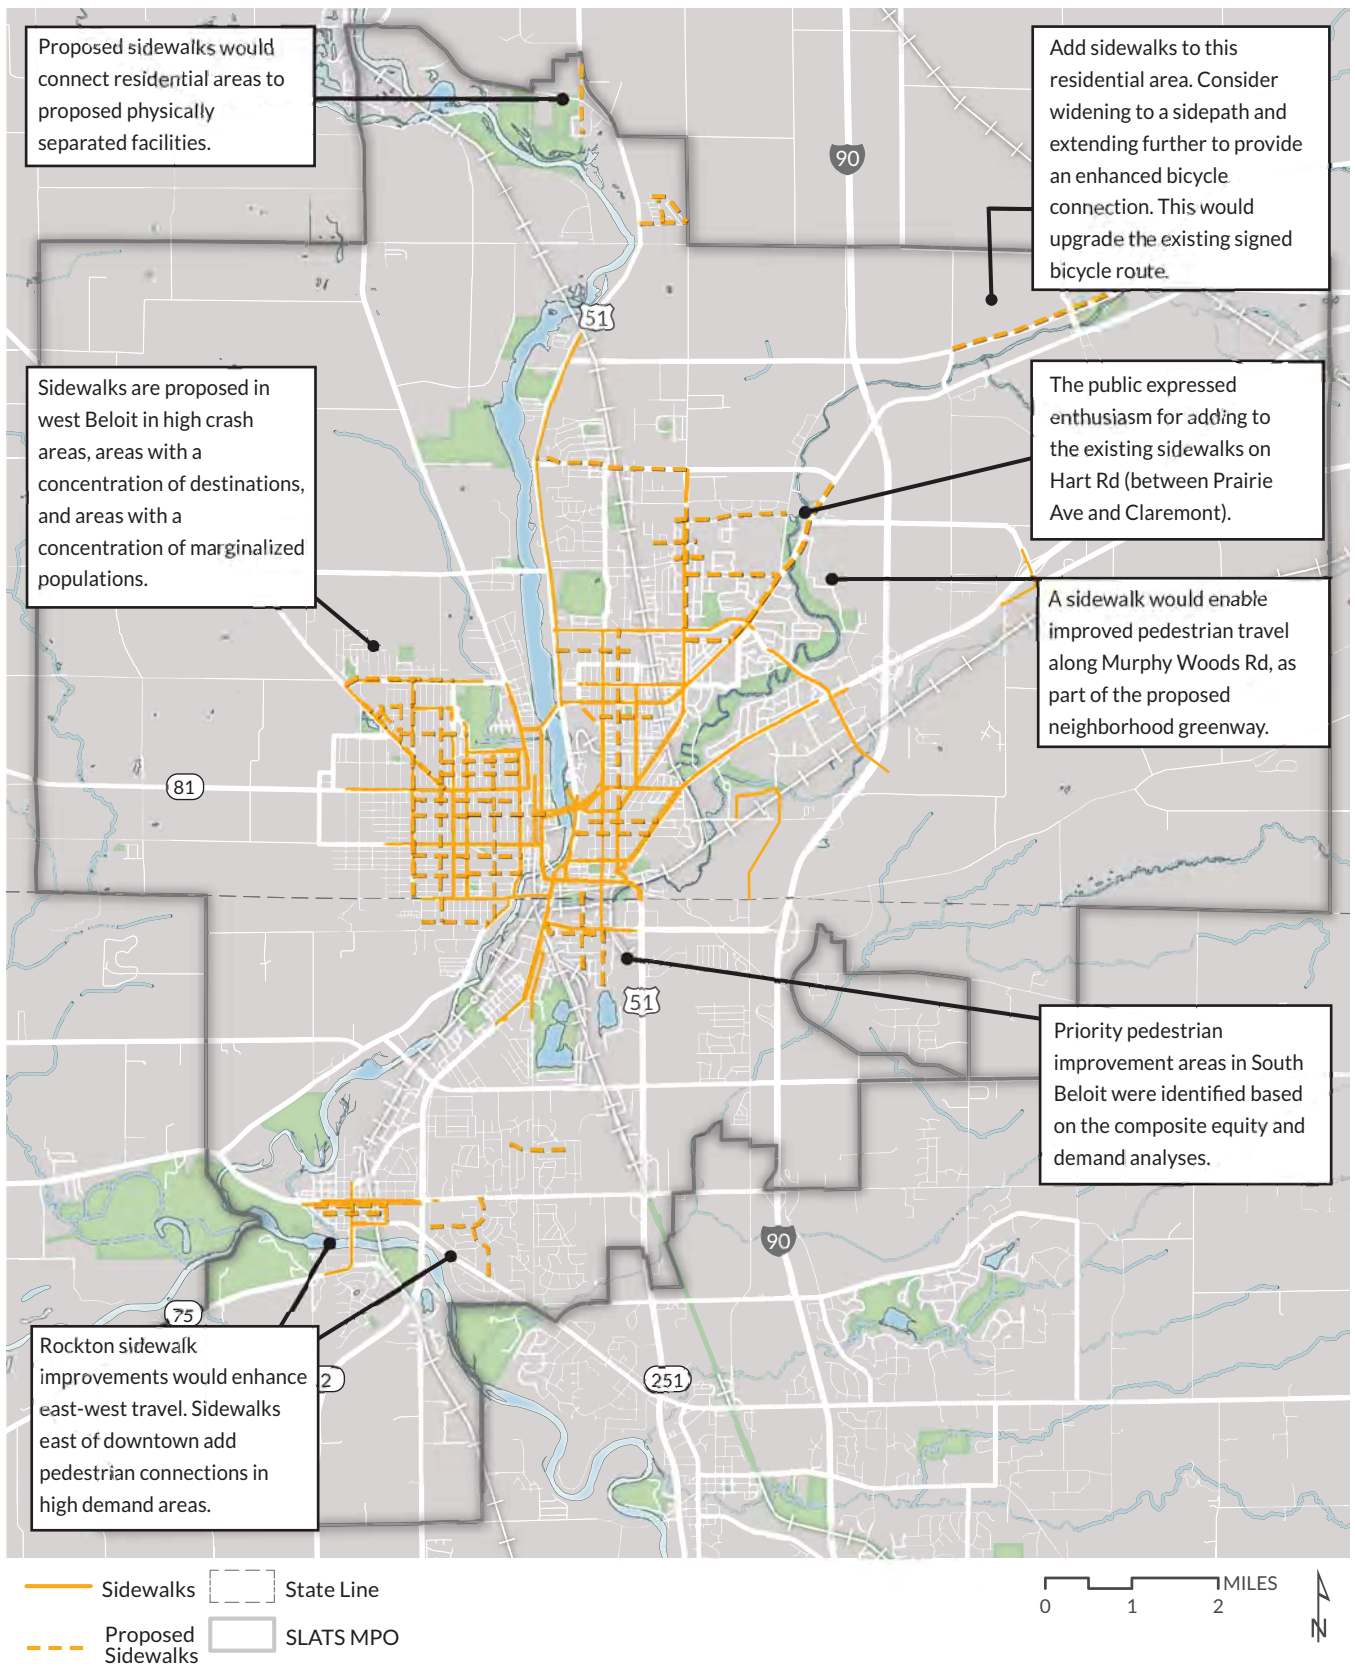 Proposed sidewalks would
connect residential areas to
proposed physically
separated facilities.
Add sidewalks to this
residential area. Consider
widening to a sidepath and
extending further to provide
an enhanced bicycle
connection. This would
upgrade the existing signed
bicycle route.
90
51
Sidewalks are proposed in
west Beloit in high crash
areas, areas with a
concentration of destinations,
and areas with a
concentration of marginalized
populations.
The public expressed
enthusiasm for adding to
the existing sidewalks on
Hart Rd (between Prairie
Ave and Claremont).
A sidewalk would enable
improved pedestrian travel
along Murphy Woods Rd, as
part of the proposed
neighborhood greenway.
81
51
Priority pedestrian
improvement areas in South
Beloit were identified based
on the composite equity and
demand analyses.
90
75
Rockton sidewalk
improvements would enhance
east-west travel. Sidewalks
east of downtown add
pedestrian connections in
high demand areas.
2
251
Sidewalks
State Line
Proposed
Sidewalks
SLATS MPO
MILES
0 1 2
N